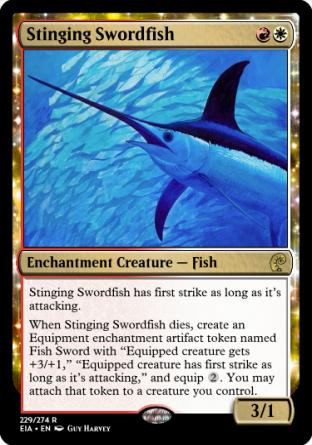 Stinging Swordfish
Enchantment Creature — Fish
Stinging Swordfish has first strike as long as it's
attacking.
When Stinging Swordfish dies, create an
Equipment enchantment artifact token named
Fish Sword with “Equipped creature gets
+3/+1,” “Equipped creature has first strike as
long as it's attacking,” and equip 2. You may
attach that token to a creature you control.
3/1
229/274 R
EIA • EN Guy Harvey